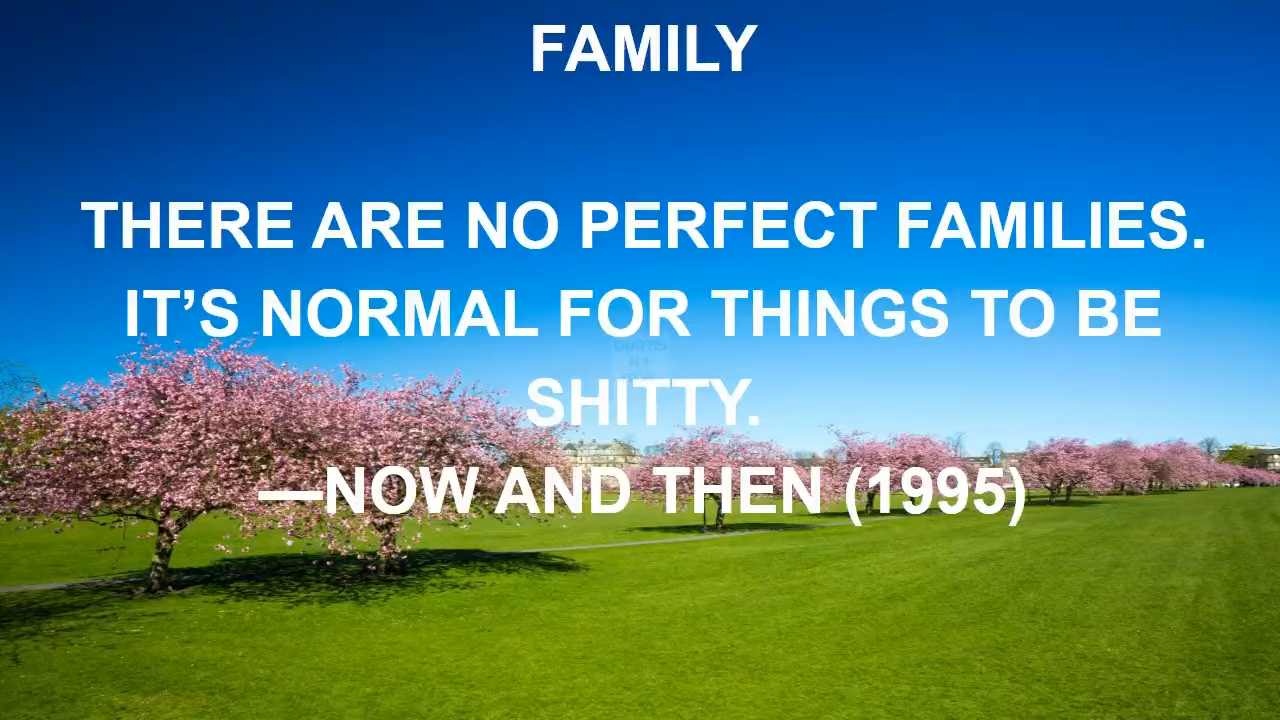 FAMILY
THERE ARE NO PERFECT FAMILIES.
IT’S NORMAL FOR THINGS TO BE
SHITTY.
—NOW AND THEN (1995)